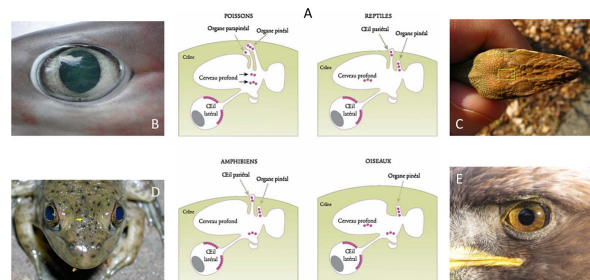 A
POISSONS
Organe parapinéal
Organe pinéal
Crâne
Cerveau profond
Œil
latéral
REPTILES
Œil pariétal
Organe pinéal
Crâne
Cerveau profond
Œil
latéral
B
C
AMPHIBIENS
Œil pariétal
Organe pinéal
Crâne
Cerveau profond
Œil
latéral
OISEAUX
Organe pinéal
Crâne
Cerveau profond
Œil
latéral
D
E